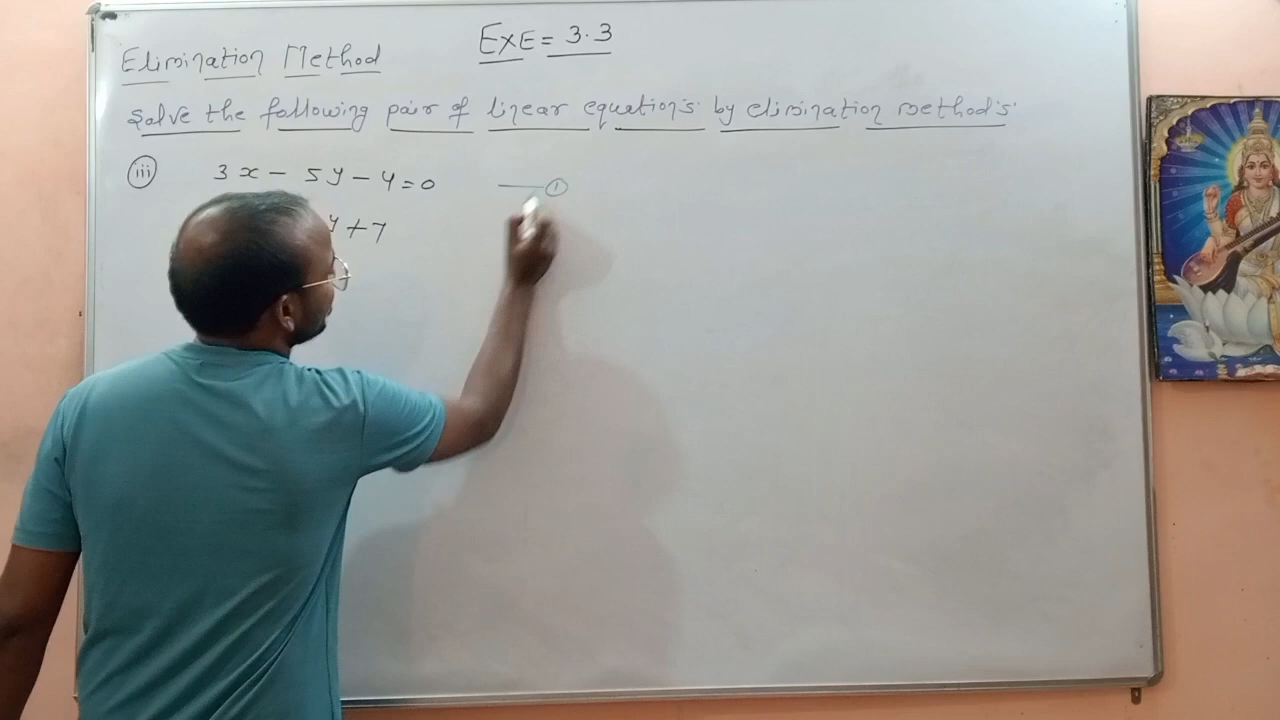 Elimination Method EXE = 3.3
Solve the following pair of linear equations by elimination method's
iii 3x - 5y - 4 = 0 —— 1
y + 7